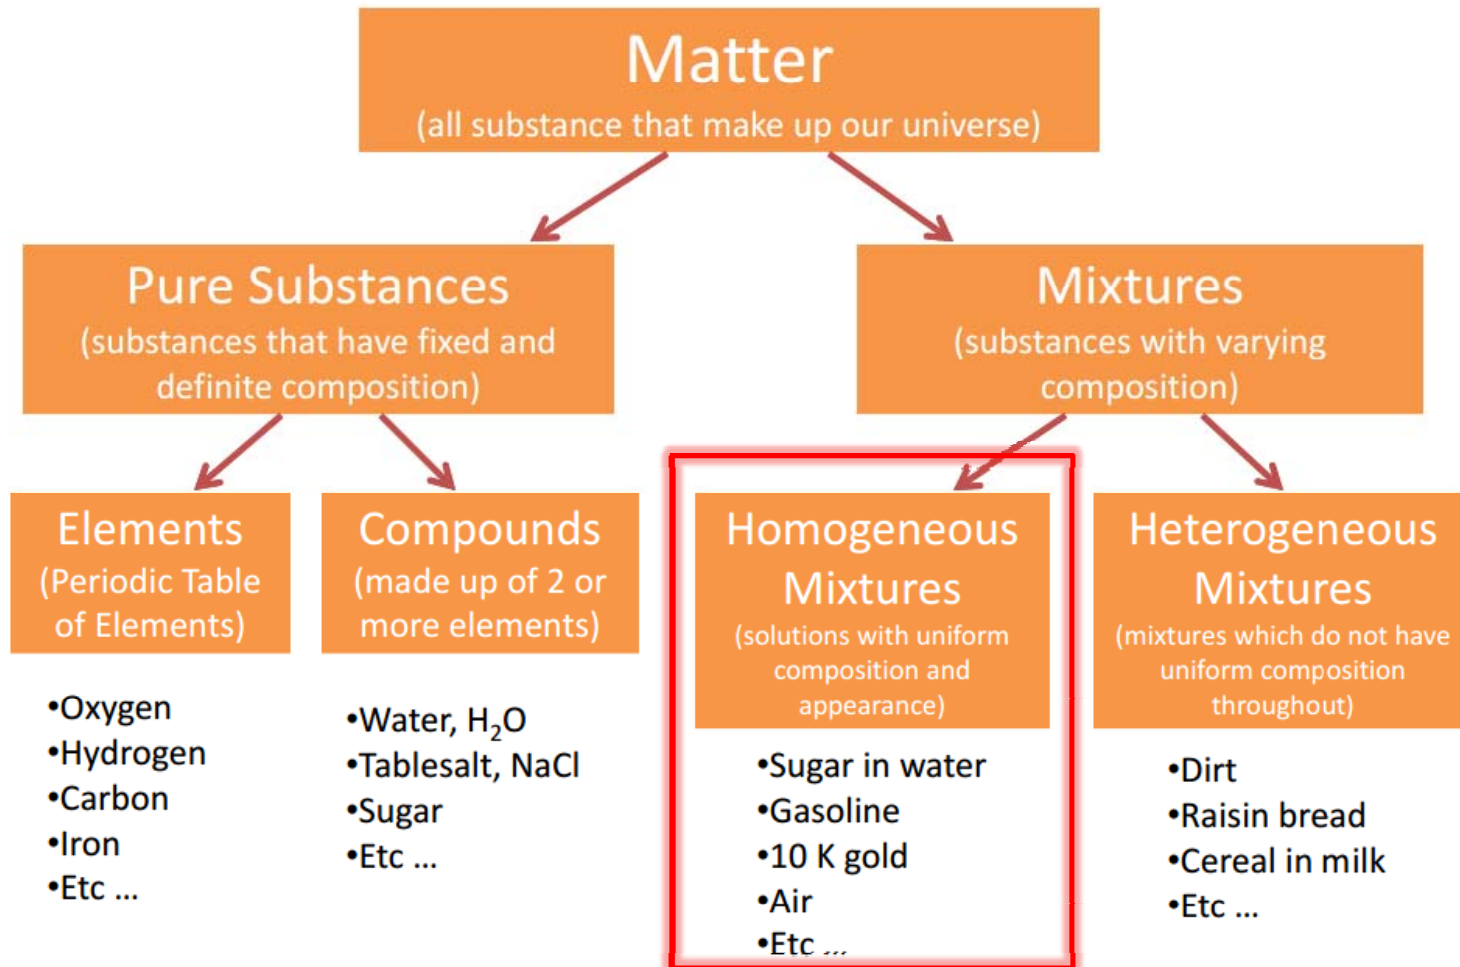 Matter
(all substance that make up our universe)
Pure Substances
(substances that have fixed and
definite composition)
Mixtures
(substances with varying
composition)
Elements
(Periodic Table
of Elements)
•Oxygen
•Hydrogen
•Carbon
•Iron
•Etc ...
Compounds
(made up of 2 or
more elements)
•Water, H₂O
•Tablesalt, NaCl
•Sugar
•Etc ...
Homogeneous
Mixtures
(solutions with uniform
composition and
appearance)
•Sugar in water
•Gasoline
•10 K gold
•Air
•Etc ...
Heterogeneous
Mixtures
(mixtures which do not have
uniform composition
throughout)
•Dirt
•Raisin bread
•Cereal in milk
•Etc ...